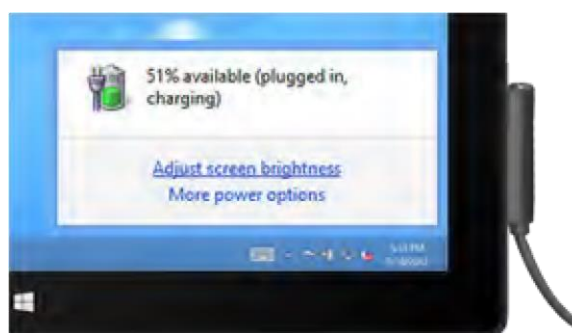 51% available (plugged in,
charging)
Adjust screen brightness
More power options